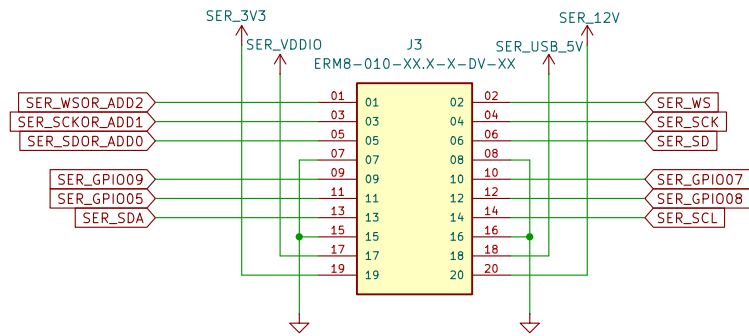 SER_3V3
SER_12V
SER_VDDIO
J3
SER_USB_5V
ERM8-010-XX.X-X-DV-XX
SER_WSOR_ADD2 01 01 02 02 SER_WS
SER_SCKOR_ADD1 03 03 04 04 SER_SCK
SER_SDOR_ADD0 05 05 06 06 SER_SD
07 07 08 08
SER_GPIO09 09 09 10 10 SER_GPIO07
SER_GPIO05 11 11 12 12 SER_GPIO08
SER_SDA 13 13 14 14 SER_SCL
15 15 16 16
17 17 18 18
19 19 20 20